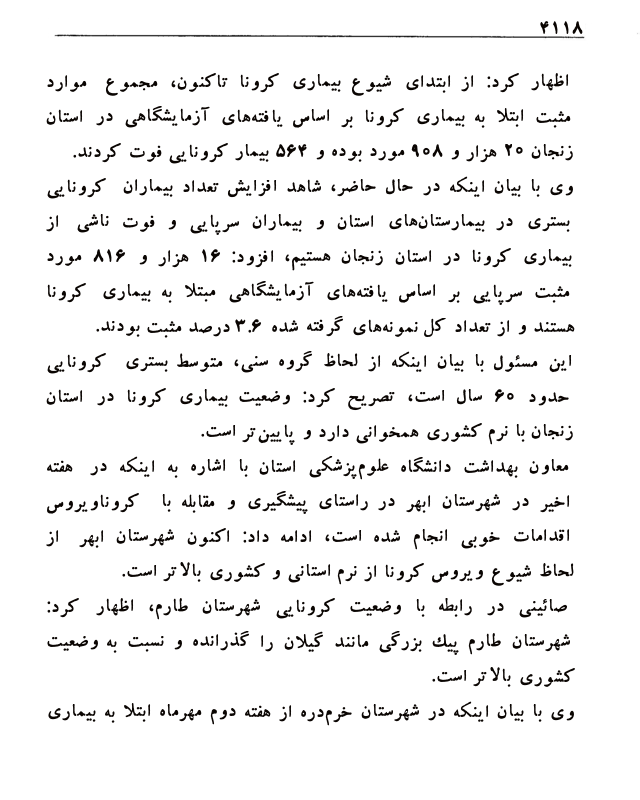 ۴۱۱۸
اظهار کرد: از ابتدای شیوع بیماری کرونا تاکنون، مجموع موارد
مثبت ابتلا به بیماری کرونا بر اساس یافته‌های آزمایشگاهی در استان
زنجان ۲۰ هزار و ۹۰۸ مورد بوده و ۵۶۴ بیمار کرونایی فوت کردند.
وی با بیان اینکه در حال حاضر، شاهد افزایش تعداد بیماران کرونایی
بستری در بیمارستان‌های استان و بیماران سرپایی و فوت ناشی از
بیماری کرونا در استان زنجان هستیم، افزود: ۱۶ هزار و ۸۱۶ مورد
مثبت سرپایی بر اساس یافته‌های آزمایشگاهی مبتلا به بیماری کرونا
هستند و از تعداد کل نمونه‌های گرفته شده ۳.۶ درصد مثبت بودند.
این مسئول با بیان اینکه از لحاظ گروه سنی، متوسط بستری کرونایی
حدود ۶۰ سال است، تصریح کرد: وضعیت بیماری کرونا در استان
زنجان با نرم کشوری همخوانی دارد و پایین‌تر است.
معاون بهداشت دانشگاه علوم‌پزشکی استان با اشاره به اینکه در هفته
اخیر در شهرستان ابهر در راستای پیشگیری و مقابله با کروناویروس
اقدامات خوبی انجام شده است، ادامه داد: اکنون شهرستان ابهر از
لحاظ شیوع ویروس کرونا از نرم استانی و کشوری بالاتر است.
صائینی در رابطه با وضعیت کرونایی شهرستان طارم، اظهار کرد:
شهرستان طارم پیك بزرگی مانند گیلان را گذرانده و نسبت به وضعیت
کشوری بالاتر است.
وی با بیان اینکه در شهرستان خرم‌دره از هفته دوم مهرماه ابتلا به بیماری